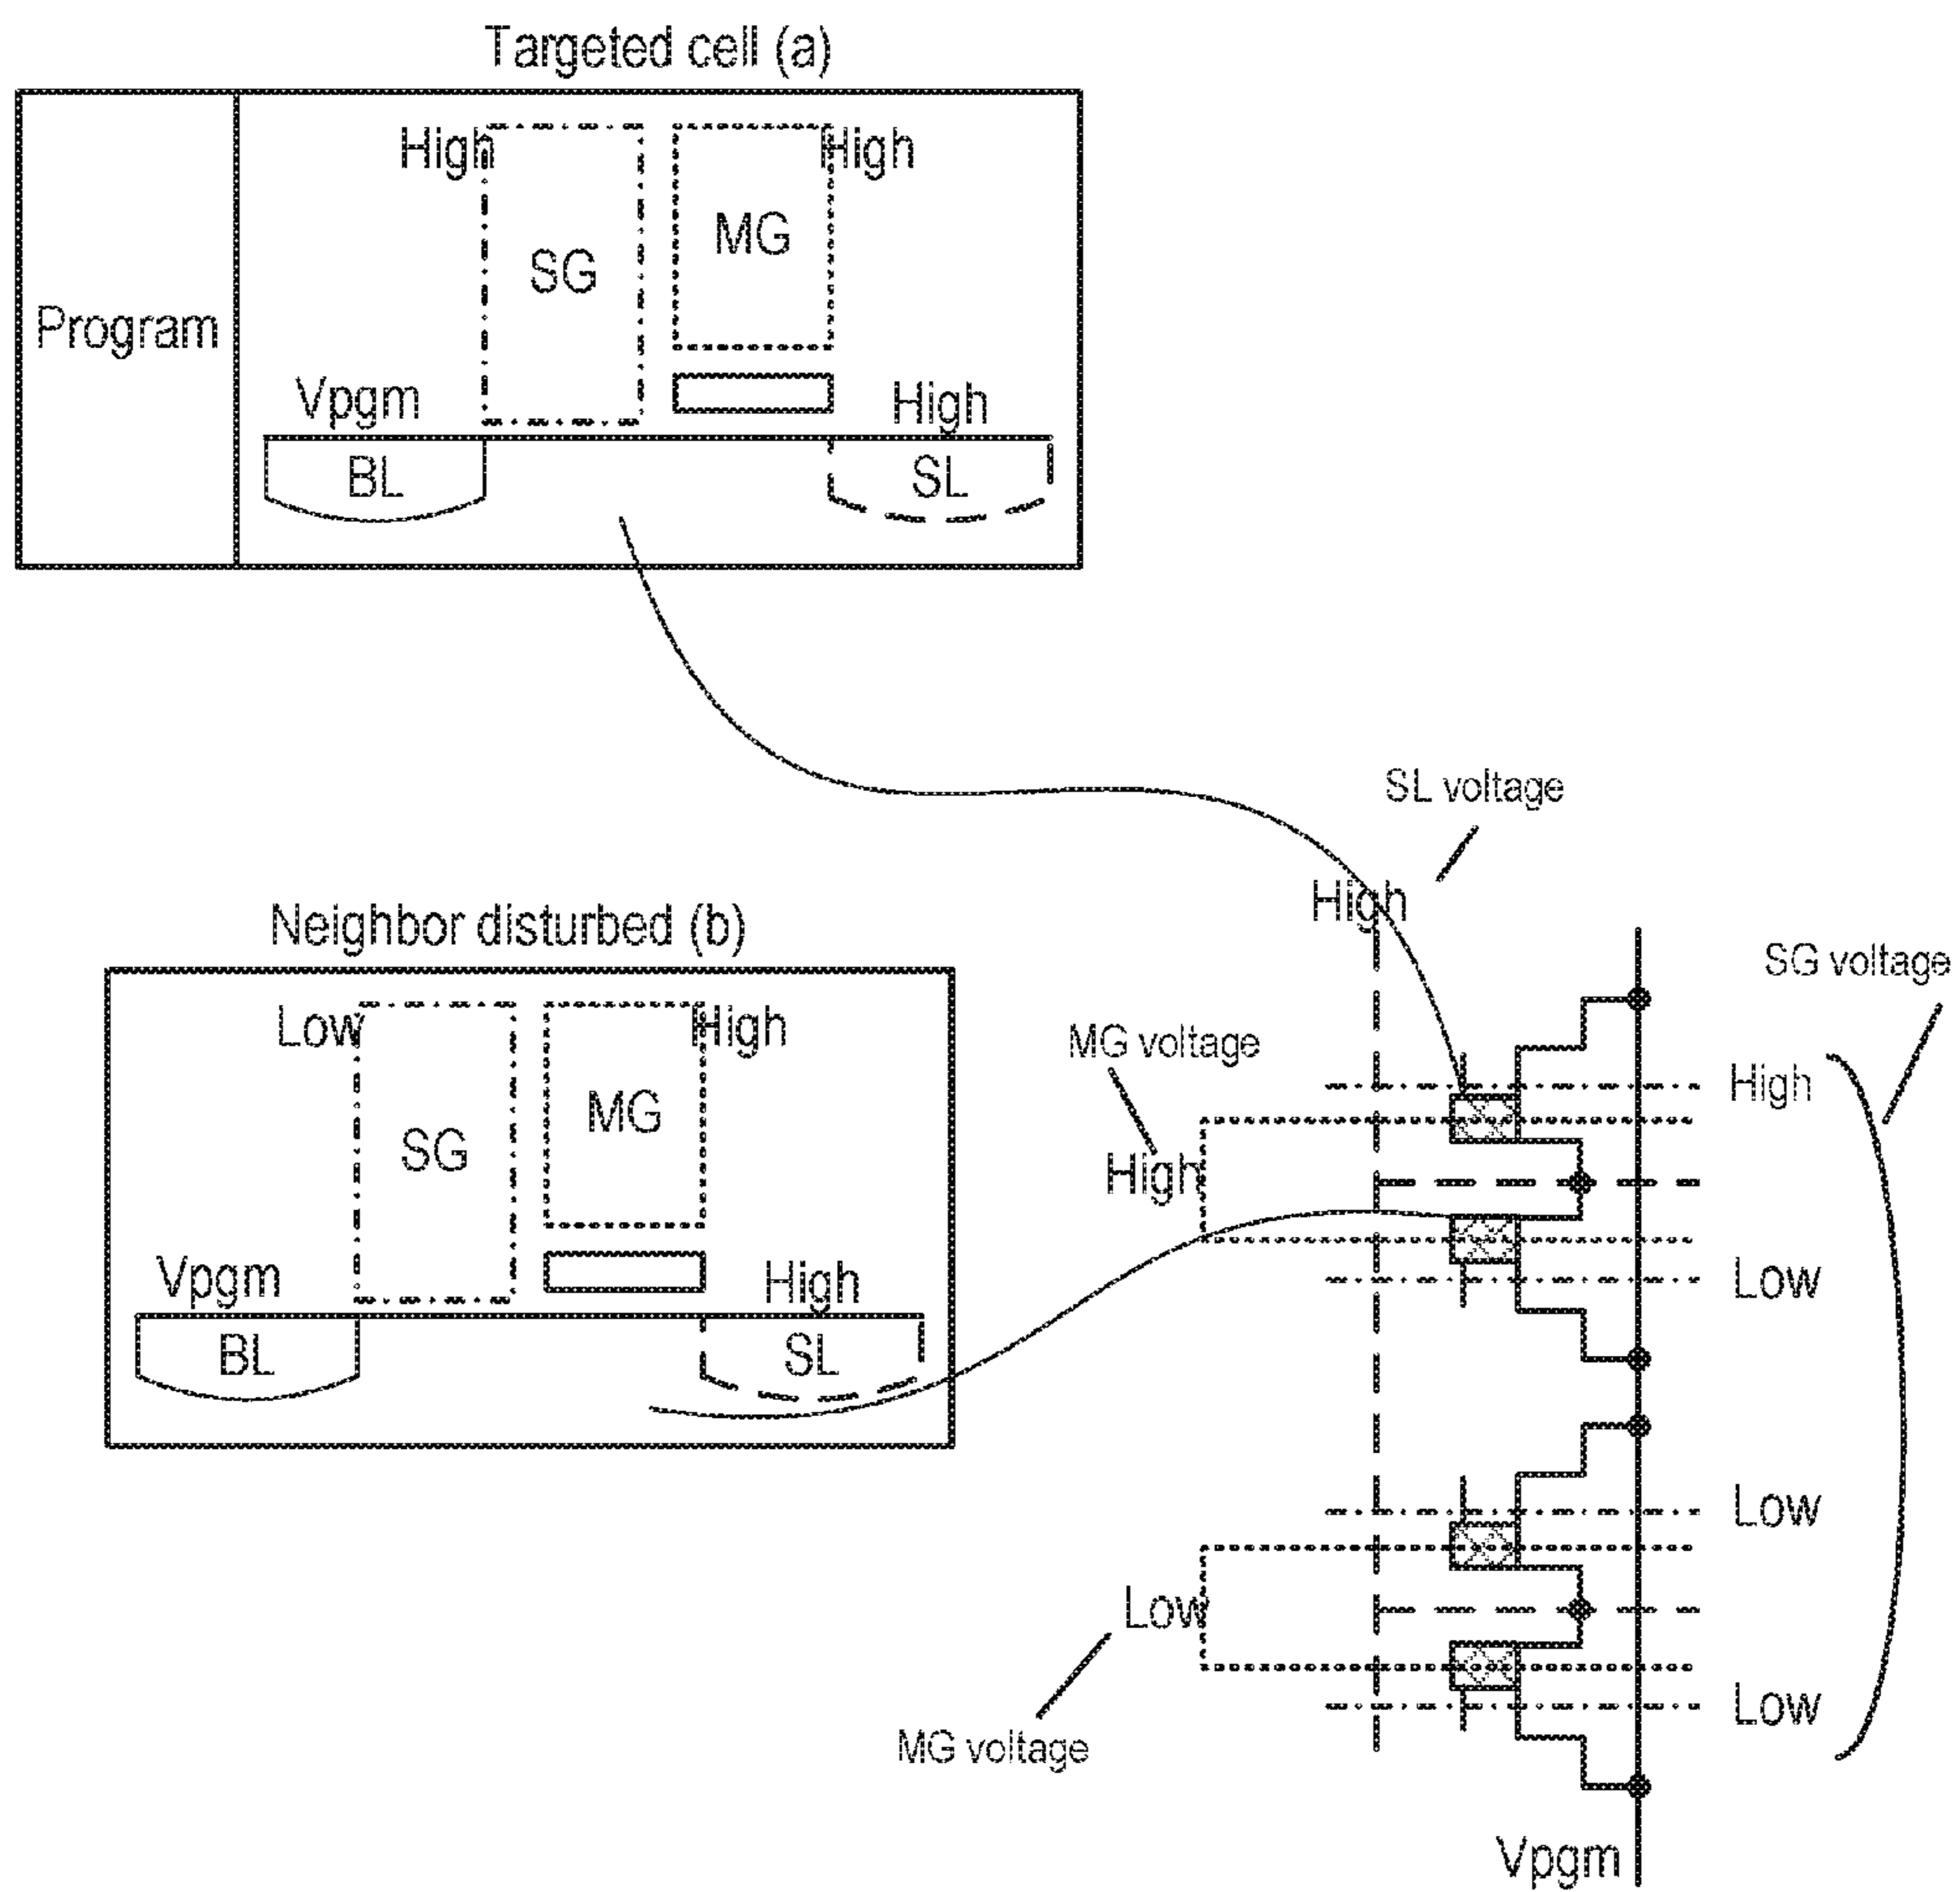 Targeted cell (a)
High
High
MG
SG
Program
Vpgm
High
BL
SL
SL voltage
High
Neighbor disturbed (b)
SG voltage
Low
High
MG voltage
High
MG
SG
High
Vpgm
High
Low
BL
SL
Low
Low
MG voltage
Low
Vpgm